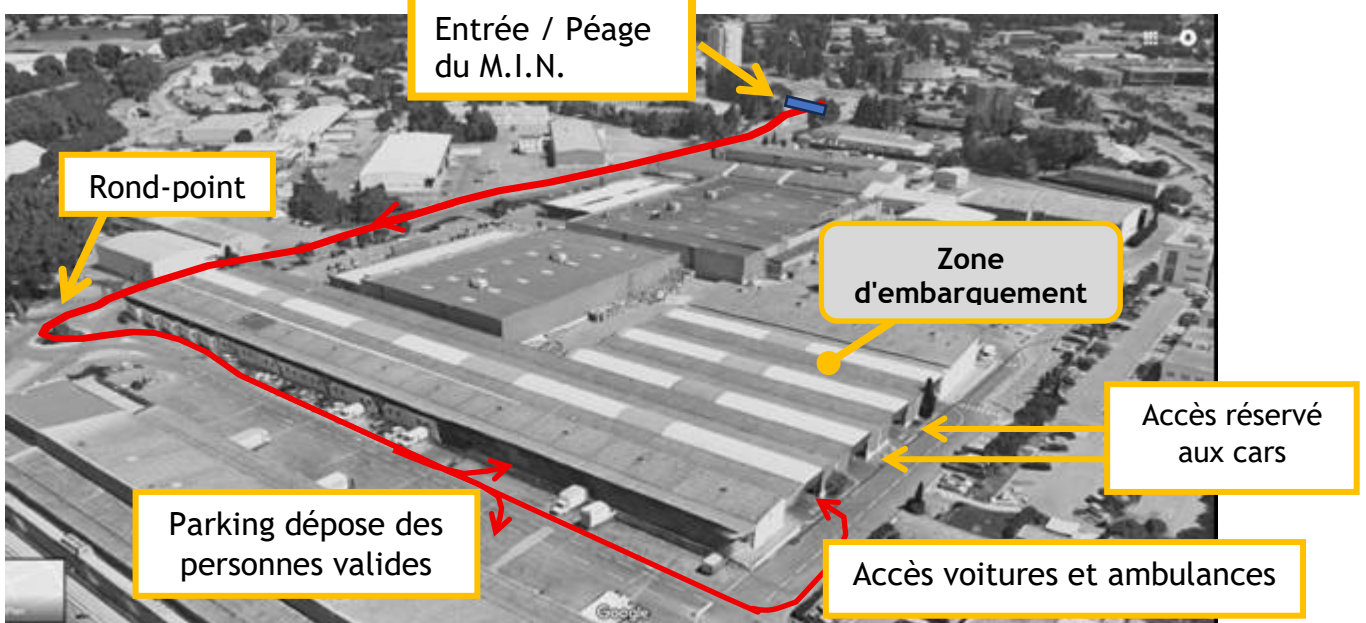 Entrée / Péage
du M.I.N.
Rond-point
Zone
d'embarquement
Accès réservé
aux cars
Parking dépose des
personnes valides
Accès voitures et ambulances
Google